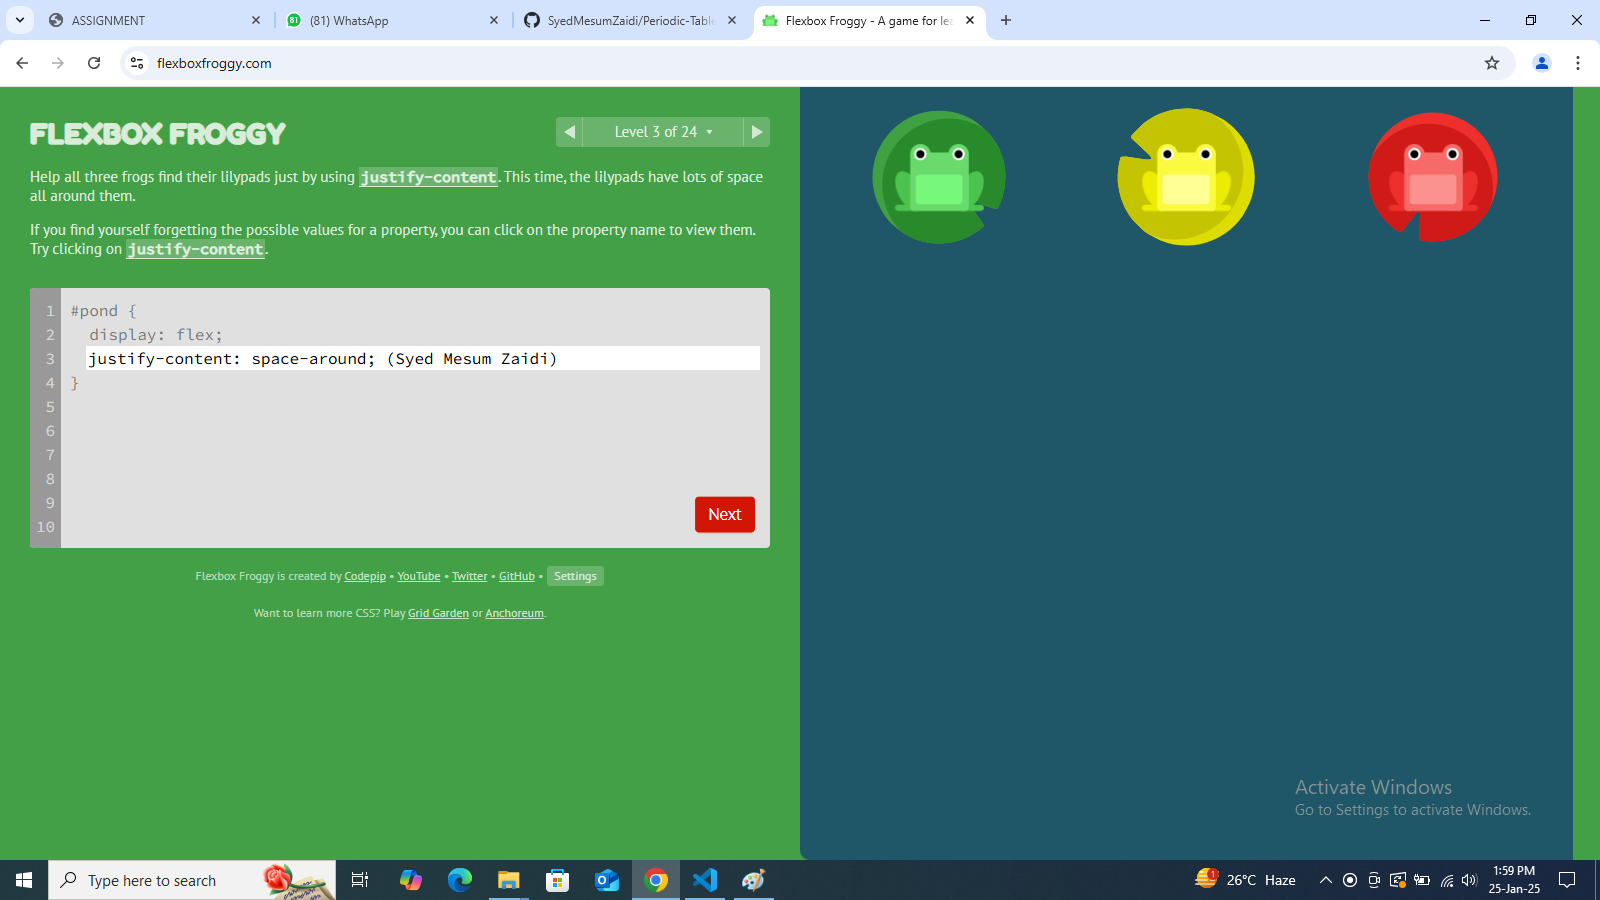 ASSIGNMENT
(81) WhatsApp
SyedMesumZaidi/Periodic-Table
Flexbox Froggy - A game for lea
flexboxfroggy.com
FLEXBOX FROGGY
Level 3 of 24
Help all three frogs find their lilypads just by using justify-content. This time, the lilypads have lots of space
all around them.
If you find yourself forgetting the possible values for a property, you can click on the property name to view them.
Try clicking on justify-content.
1 #pond {
2 display: flex;
3 justify-content: space-around; (Syed Mesum Zaidi)
4 }
5
6
7
8
9
10
Next
Flexbox Froggy is created by Codepip • YouTube • Twitter • GitHub • Settings
Want to learn more CSS? Play Grid Garden or Anchoreum.
Activate Windows
Go to Settings to activate Windows.
Type here to search
1
26°C Haze
1:59 PM
25-Jan-25